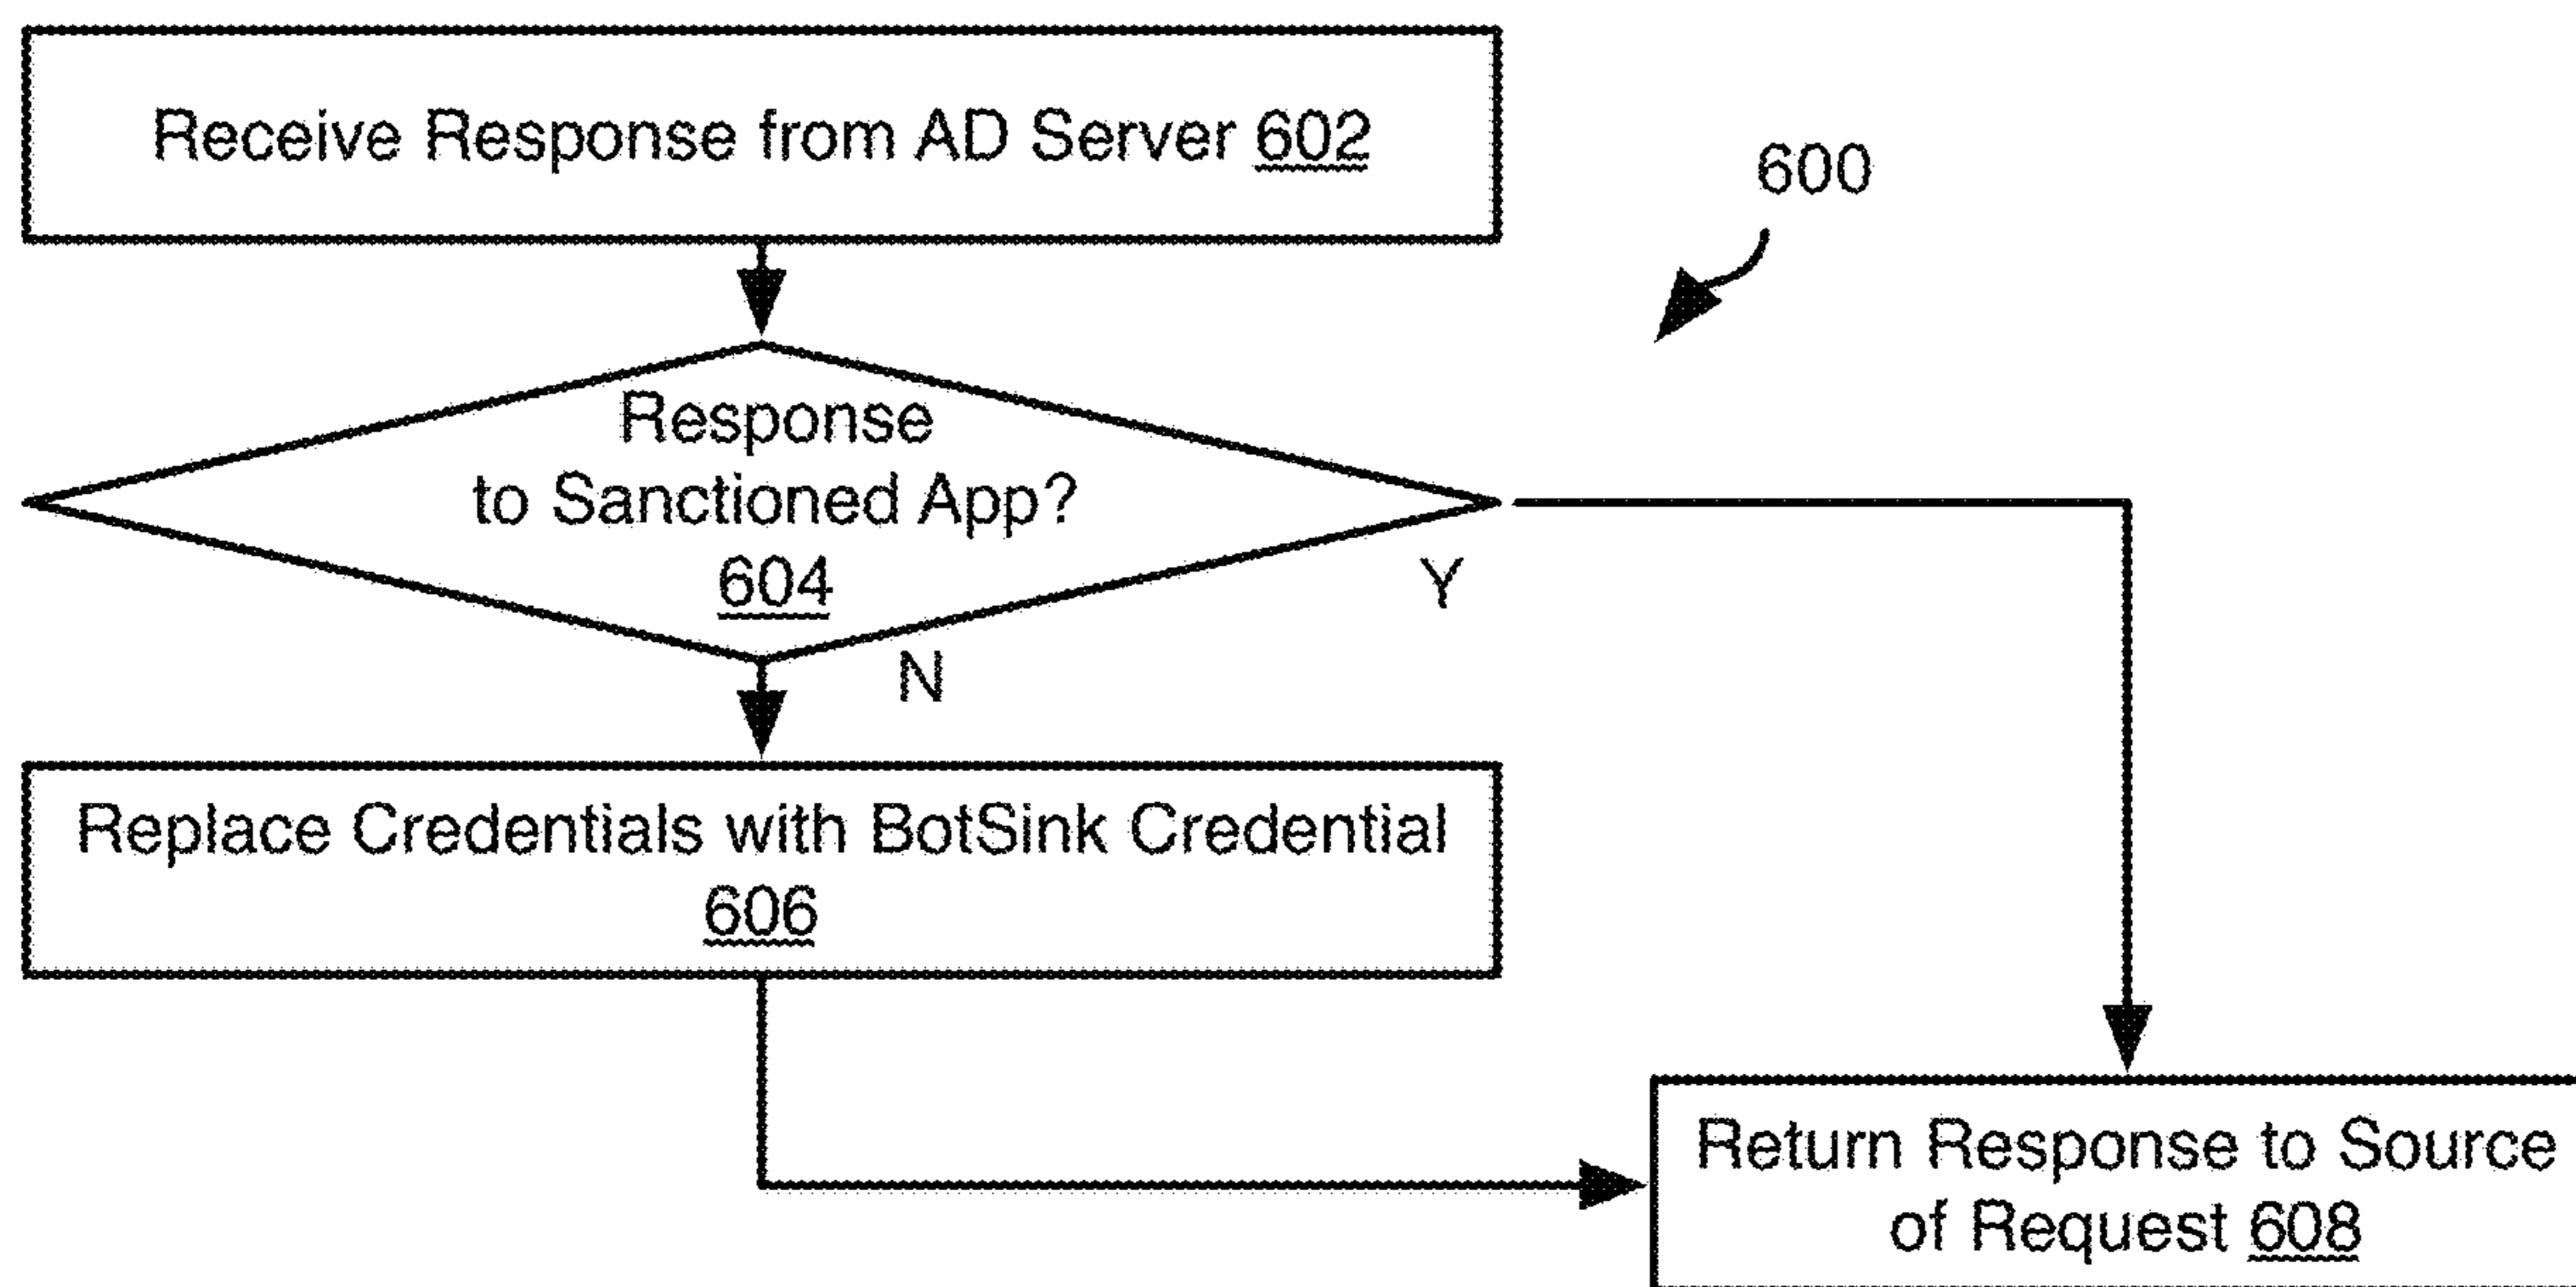 Receive Response from AD Server 602
600
Response
to Sanctioned App?
604
Y
N
Replace Credentials with BotSink Credential
606
Return Response to Source
of Request 608